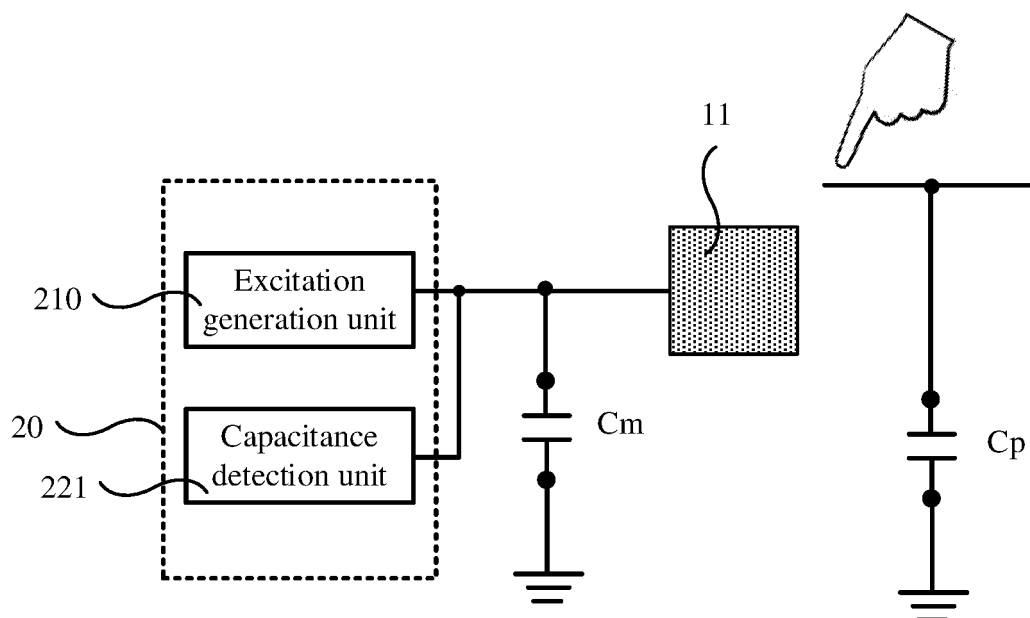 11
210
Excitation
generation unit
20
Capacitance
detection unit
221
Cm
Cp